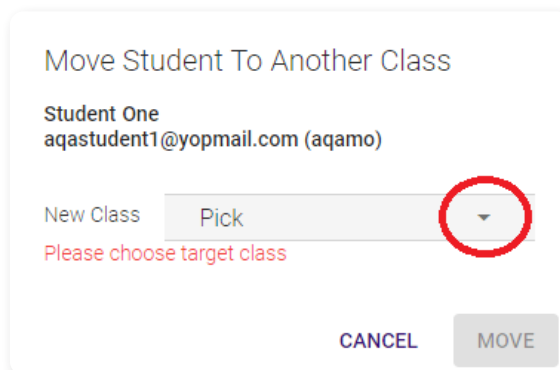 Move Student To Another Class
Student One
aqastudent1@yopmail.com (aqamo)
New Class Pick
Please choose target class
CANCEL MOVE